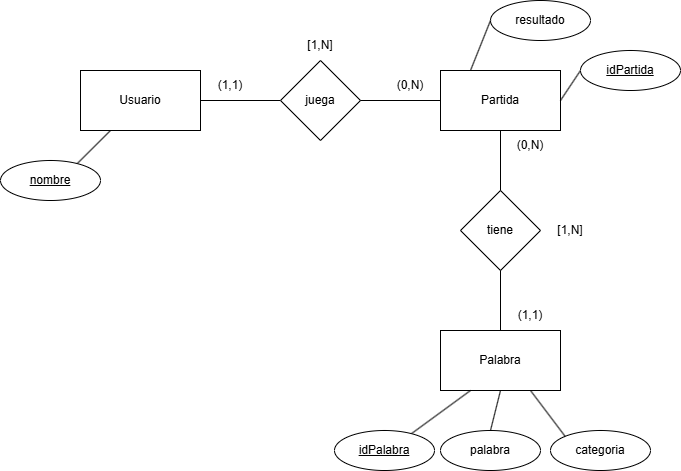 resultado
[1,N]
idPartida
(1,1)
(0,N)
Usuario
juega
Partida
(0,N)
nombre
tiene
[1,N]
(1,1)
Palabra
idPalabra
palabra
categoria